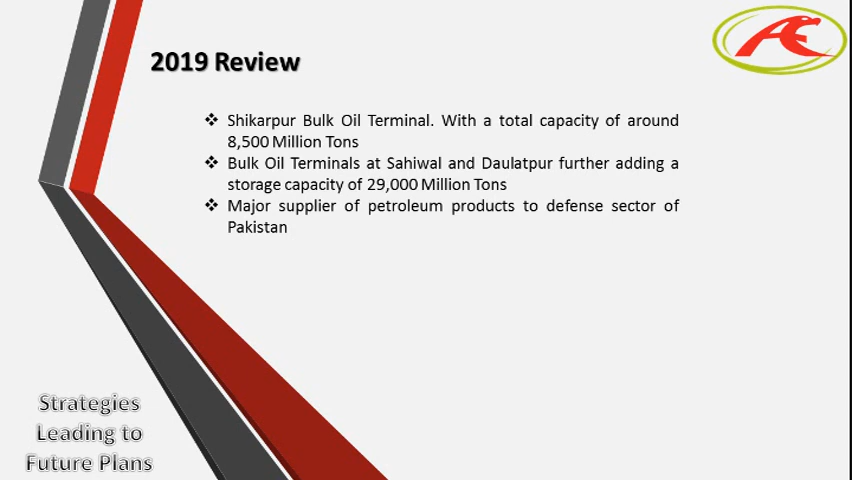 2019 Review
❖ Shikarpur Bulk Oil Terminal. With a total capacity of around
8,500 Million Tons
❖ Bulk Oil Terminals at Sahiwal and Daulatpur further adding a
storage capacity of 29,000 Million Tons
❖ Major supplier of petroleum products to defense sector of
Pakistan
Strategies
Leading to
Future Plans